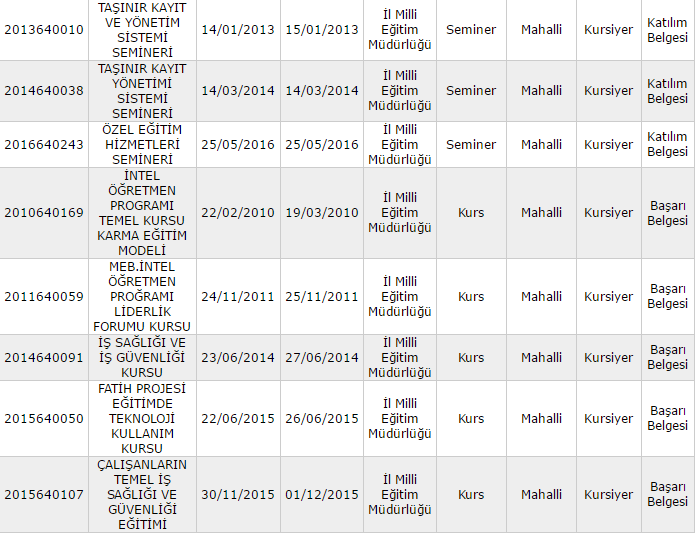 2013640010 TAŞINIR KAYIT VE YÖNETİM SİSTEMİ SEMİNERİ 14/01/2013 15/01/2013 İl Milli Eğitim Müdürlüğü Seminer Mahalli Kursiyer Katılım Belgesi
2014640038 TAŞINIR KAYIT YÖNETİMİ SİSTEMİ SEMİNERİ 14/03/2014 14/03/2014 İl Milli Eğitim Müdürlüğü Seminer Mahalli Kursiyer Katılım Belgesi
2016640243 ÖZEL EĞİTİM HİZMETLERİ SEMİNERİ 25/05/2016 25/05/2016 İl Milli Eğitim Müdürlüğü Seminer Mahalli Kursiyer Katılım Belgesi
2010640169 İNTEL ÖĞRETMEN PROGRAMI TEMEL KURSU KARMA EĞİTİM MODELİ 22/02/2010 19/03/2010 İl Milli Eğitim Müdürlüğü Kurs Mahalli Kursiyer Başarı Belgesi
2011640059 MEB.İNTEL ÖĞRETMEN PROĞRAMI LİDERLİK FORUMU KURSU 24/11/2011 25/11/2011 İl Milli Eğitim Müdürlüğü Kurs Mahalli Kursiyer Başarı Belgesi
2014640091 İŞ SAĞLIĞI VE İŞ GÜVENLİĞİ KURSU 23/06/2014 27/06/2014 İl Milli Eğitim Müdürlüğü Kurs Mahalli Kursiyer Başarı Belgesi
2015640050 FATİH PROJESİ EĞİTİMDE TEKNOLOJİ KULLANIM KURSU 22/06/2015 26/06/2015 İl Milli Eğitim Müdürlüğü Kurs Mahalli Kursiyer Başarı Belgesi
2015640107 ÇALIŞANLARIN TEMEL İŞ SAĞLIĞI VE GÜVENLİĞİ EĞİTİMİ 30/11/2015 01/12/2015 İl Milli Eğitim Müdürlüğü Kurs Mahalli Kursiyer Başarı Belgesi